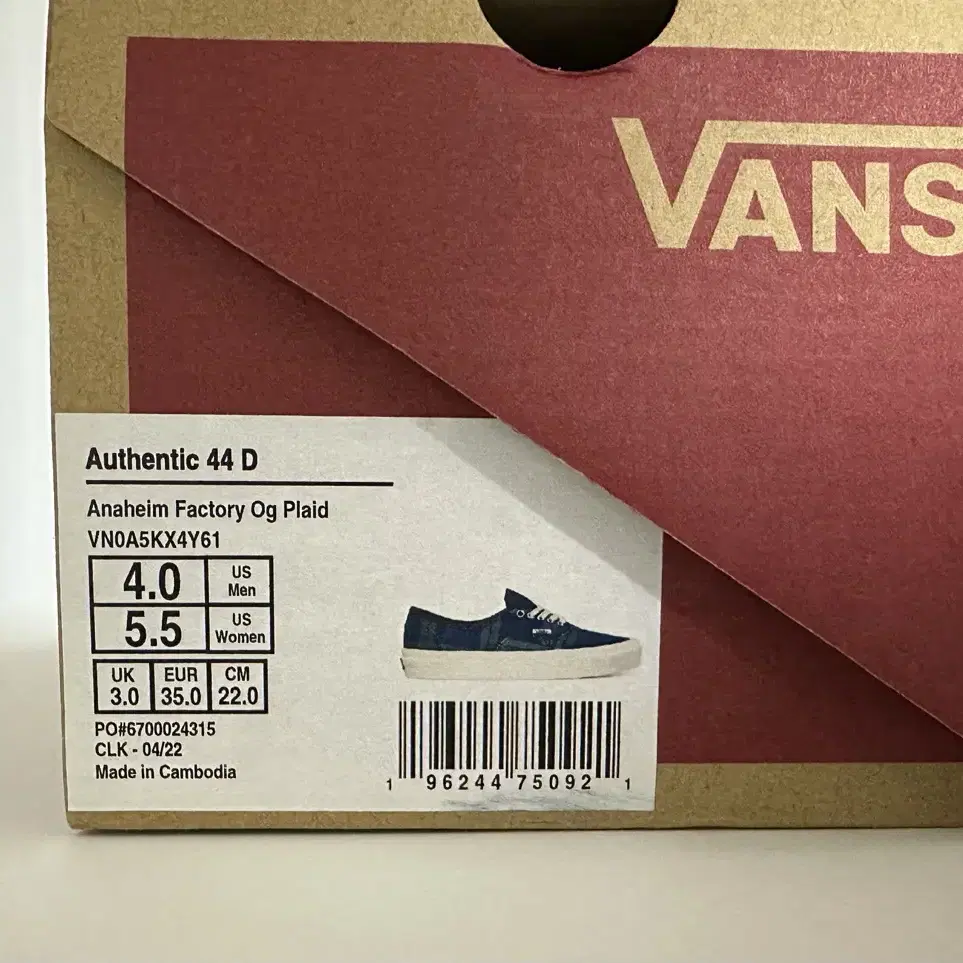 VANS
Authentic 44 D
Anaheim Factory Og Plaid
VN0A5KX4Y61
4.0 US Men
5.5 US Women
UK EUR CM
3.0 35.0 22.0
PO#6700024315
CLK - 04/22
Made in Cambodia
1 96244 75092 1